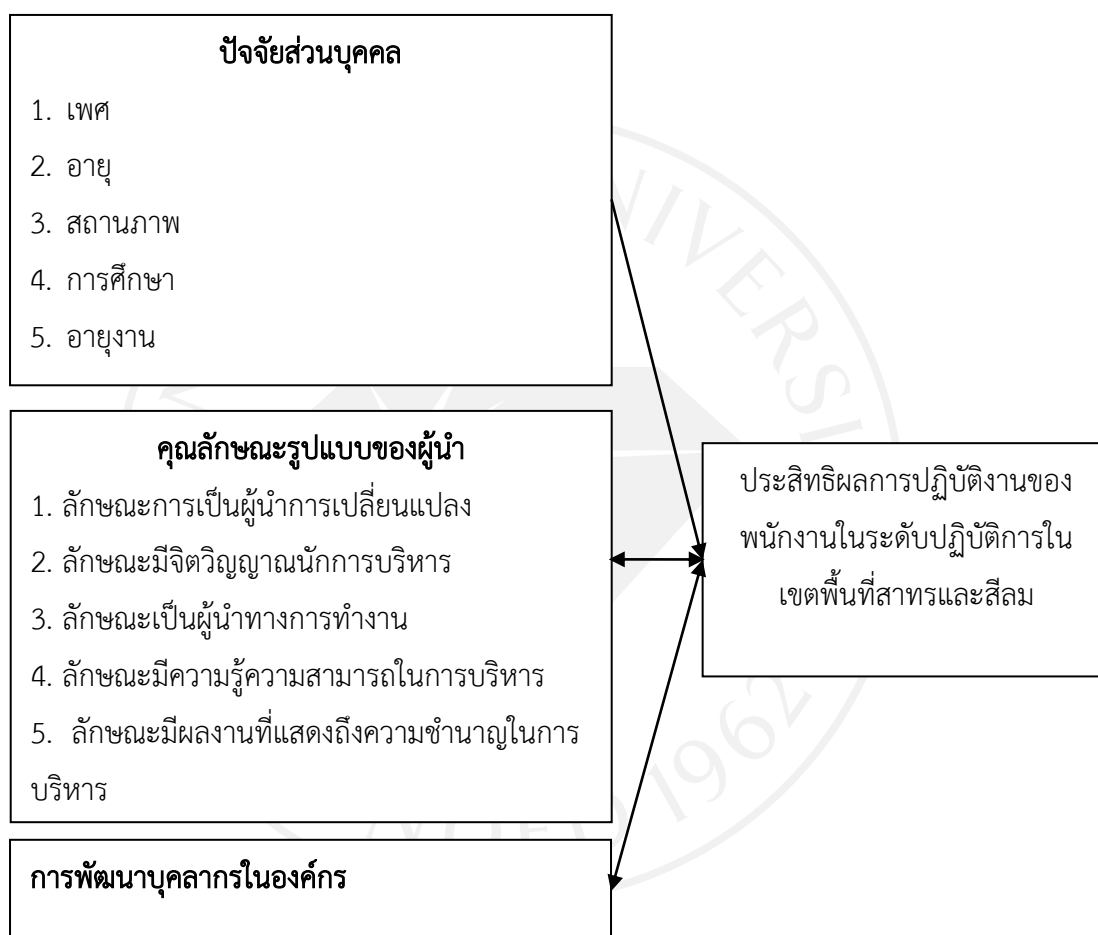 ปัจจัยส่วนบุคคล
1. เพศ
2. อายุ
3. สถานภาพ
4. การศึกษา
5. อายุงาน
คุณลักษณะรูปแบบของผู้นำ
1. ลักษณะการเป็นผู้นำการเปลี่ยนแปลง
2. ลักษณะมีจิตวิญญาณนักการบริหาร
3. ลักษณะเป็นผู้นำทางการทำงาน
4. ลักษณะมีความรู้ความสามารถในการบริหาร
5. ลักษณะมีผลงานที่แสดงถึงความชำนาญในการ
บริหาร
ประสิทธิผลการปฏิบัติงานของ
พนักงานในระดับปฏิบัติการใน
เขตพื้นที่สาทรและสีลม
การพัฒนาบุคลากรในองค์กร
1962